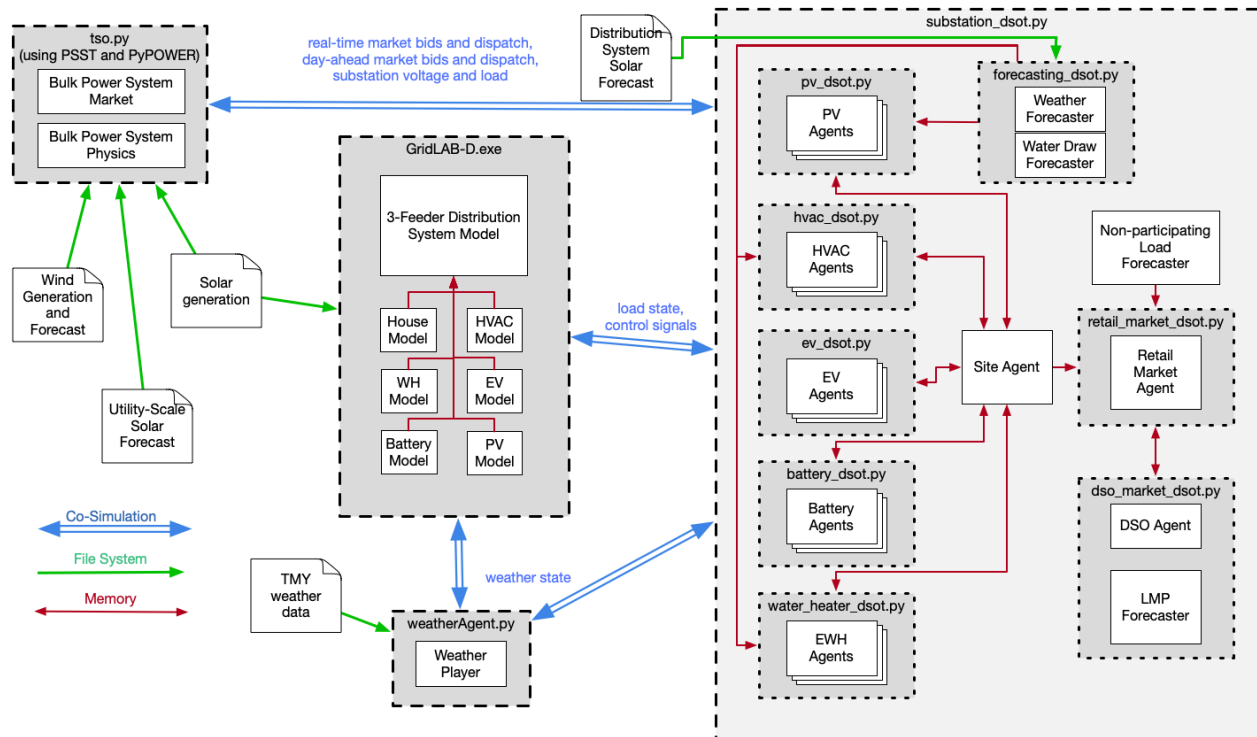 tso.py
(using PSST and PyPOWER)
Bulk Power System
Market
Bulk Power System
Physics
real-time market bids and dispatch,
day-ahead market bids and dispatch,
substation voltage and load
Distribution
System
Solar
Forecast
substation_dsot.py
Wind
Generation
and
Forecast
Solar
generation
Utility-Scale
Solar
Forecast
GridLAB-D.exe
3-Feeder Distribution
System Model
House
Model
HVAC
Model
WH
Model
EV
Model
Battery
Model
PV
Model
load state,
control signals
pv_dsot.py
PV
Agents
forecasting_dsot.py
Weather
Forecaster
Water Draw
Forecaster
hvac_dsot.py
HVAC
Agents
Non-participating
Load
Forecaster
ev_dsot.py
EV
Agents
Site Agent
retail_market_dsot.py
Retail
Market
Agent
battery_dsot.py
Battery
Agents
dso_market_dsot.py
DSO Agent
LMP
Forecaster
water_heater_dsot.py
EWH
Agents
Co-Simulation
File System
Memory
TMY
weather
data
weather state
weatherAgent.py
Weather
Player